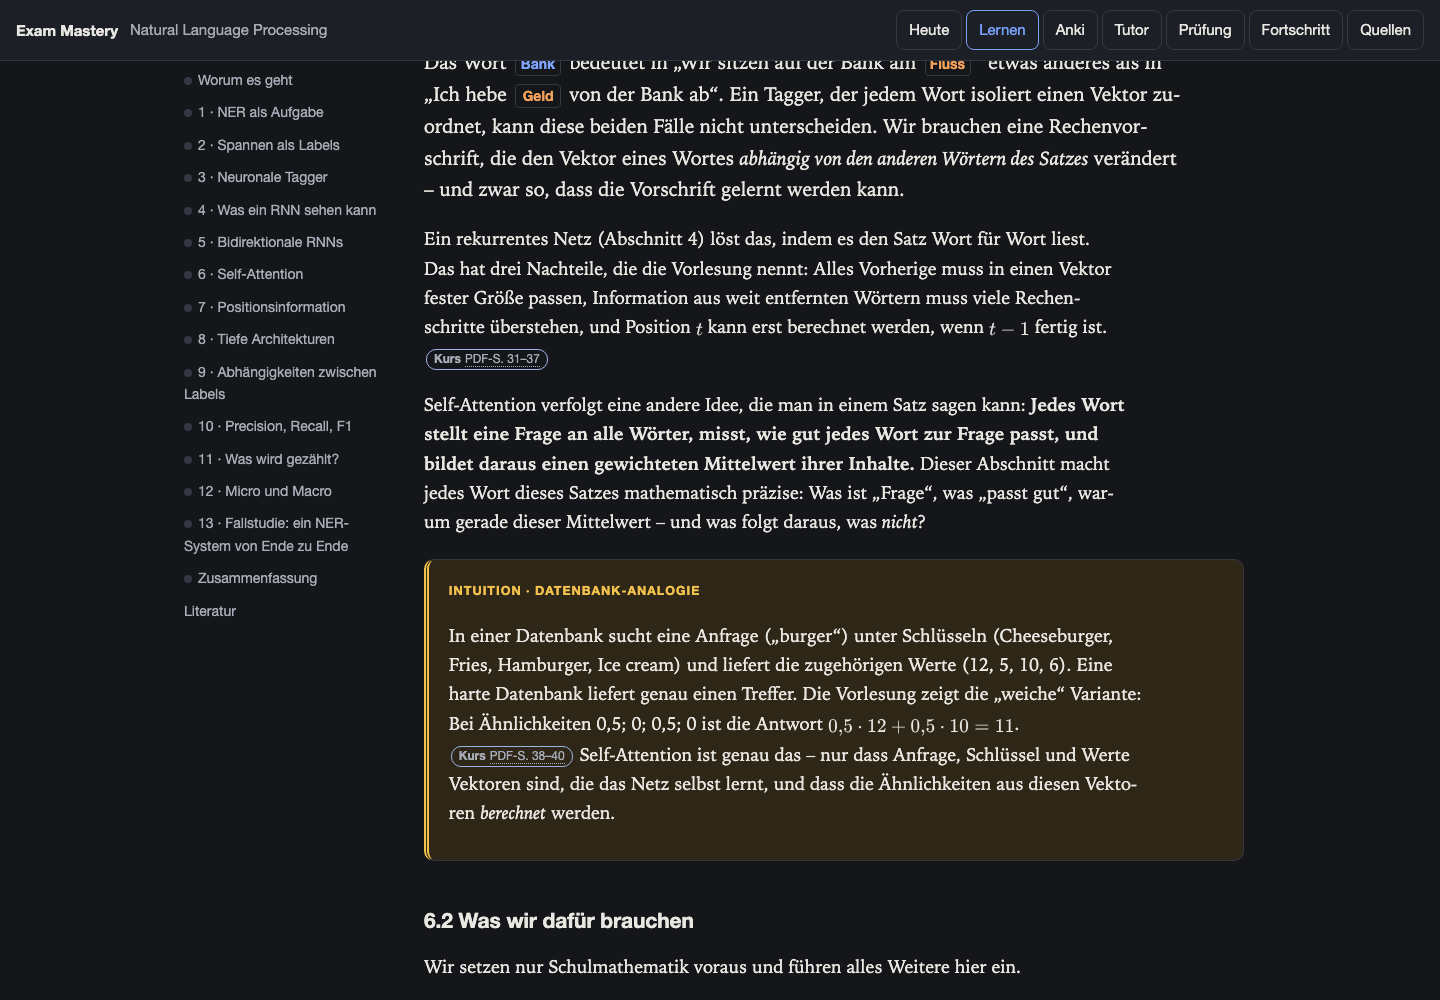 Exam Mastery Natural Language Processing
Heute Lernen Anki Tutor Prüfung Fortschritt Quellen
Worum es geht
1 · NER als Aufgabe
2 · Spannen als Labels
3 · Neuronale Tagger
4 · Was ein RNN sehen kann
5 · Bidirektionale RNNs
6 · Self-Attention
7 · Positionsinformation
8 · Tiefe Architekturen
9 · Abhängigkeiten zwischen
Labels
10 · Precision, Recall, F1
11 · Was wird gezählt?
12 · Micro und Macro
13 · Fallstudie: ein NER-
System von Ende zu Ende
Zusammenfassung
Literatur
Das Wort Bank bedeutet in „Wir sitzen auf der Bank am Fluss“ etwas anderes als in
„Ich hebe Geld von der Bank ab“. Ein Tagger, der jedem Wort isoliert einen Vektor zu-
ordnet, kann diese beiden Fälle nicht unterscheiden. Wir brauchen eine Rechenvor-
schrift, die den Vektor eines Wortes abhängig von den anderen Wörtern des Satzes verändert
– und zwar so, dass die Vorschrift gelernt werden kann.
Ein rekurrentes Netz (Abschnitt 4) löst das, indem es den Satz Wort für Wort liest.
Das hat drei Nachteile, die die Vorlesung nennt: Alles Vorherige muss in einen Vektor
fester Größe passen, Information aus weit entfernten Wörtern muss viele Rechen-
schritte überstehen, und Position t kann erst berechnet werden, wenn t − 1 fertig ist.
Kurs PDF-S. 31–37
Self-Attention verfolgt eine andere Idee, die man in einem Satz sagen kann: Jedes Wort
stellt eine Frage an alle Wörter, misst, wie gut jedes Wort zur Frage passt, und
bildet daraus einen gewichteten Mittelwert ihrer Inhalte. Dieser Abschnitt macht
jedes Wort dieses Satzes mathematisch präzise: Was ist „Frage“, was „passt gut“, war-
um gerade dieser Mittelwert – und was folgt daraus, was nicht?
INTUITION · DATENBANK-ANALOGIE
In einer Datenbank sucht eine Anfrage („burger“) unter Schlüsseln (Cheeseburger,
Fries, Hamburger, Ice cream) und liefert die zugehörigen Werte (12, 5, 10, 6). Eine
harte Datenbank liefert genau einen Treffer. Die Vorlesung zeigt die „weiche“ Variante:
Bei Ähnlichkeiten 0,5; 0; 0,5; 0 ist die Antwort 0,5 · 12 + 0,5 · 10 = 11.
Kurs PDF-S. 38–40 Self-Attention ist genau das – nur dass Anfrage, Schlüssel und Werte
Vektoren sind, die das Netz selbst lernt, und dass die Ähnlichkeiten aus diesen Vekto-
ren berechnet werden.
6.2 Was wir dafür brauchen
Wir setzen nur Schulmathematik voraus und führen alles Weitere hier ein.